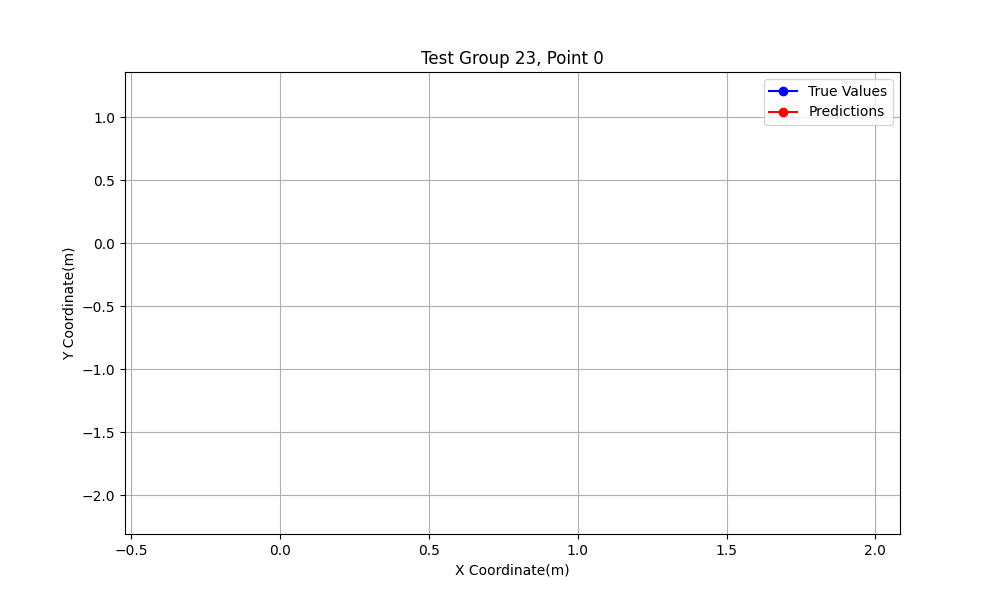 Test Group 23, Point 0
True Values
Predictions
1.0
0.5
0.0
−0.5
−1.0
−1.5
−2.0
Y Coordinate(m)
−0.5 0.0 0.5 1.0 1.5 2.0
X Coordinate(m)